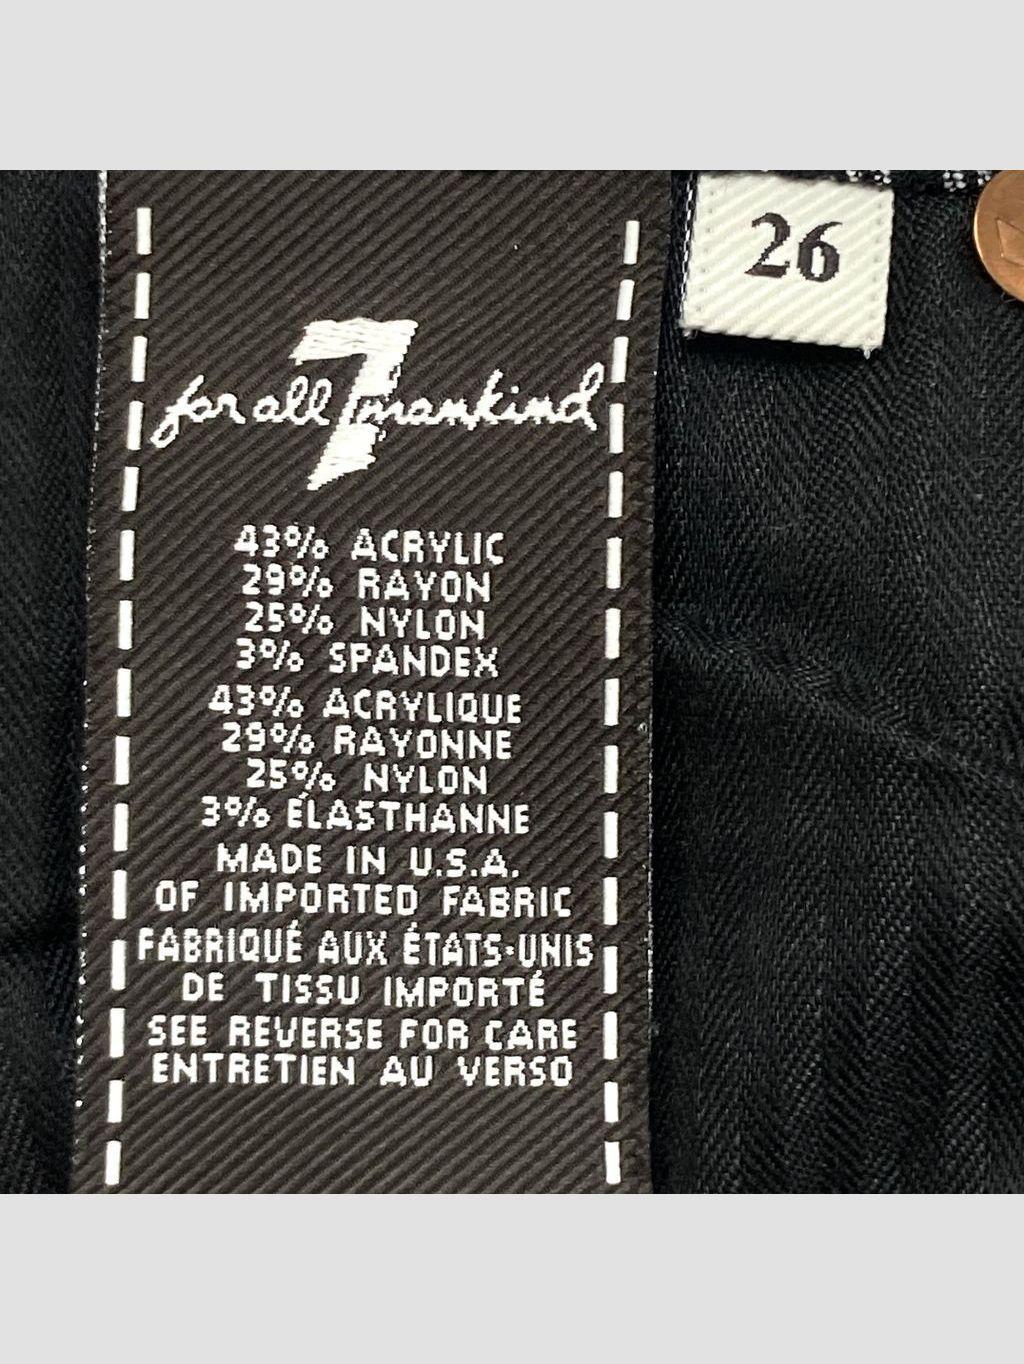 26
for all 7 mankind
43% ACRYLIC
29% RAYON
25% NYLON
3% SPANDEX
43% ACRYLIQUE
29% RAYONNE
25% NYLON
3% ÉLASTHANNE
MADE IN U.S.A.
OF IMPORTED FABRIC
FABRIQUÉ AUX ÉTATS-UNIS
DE TISSU IMPORTÉ
SEE REVERSE FOR CARE
ENTRETIEN AU VERSO